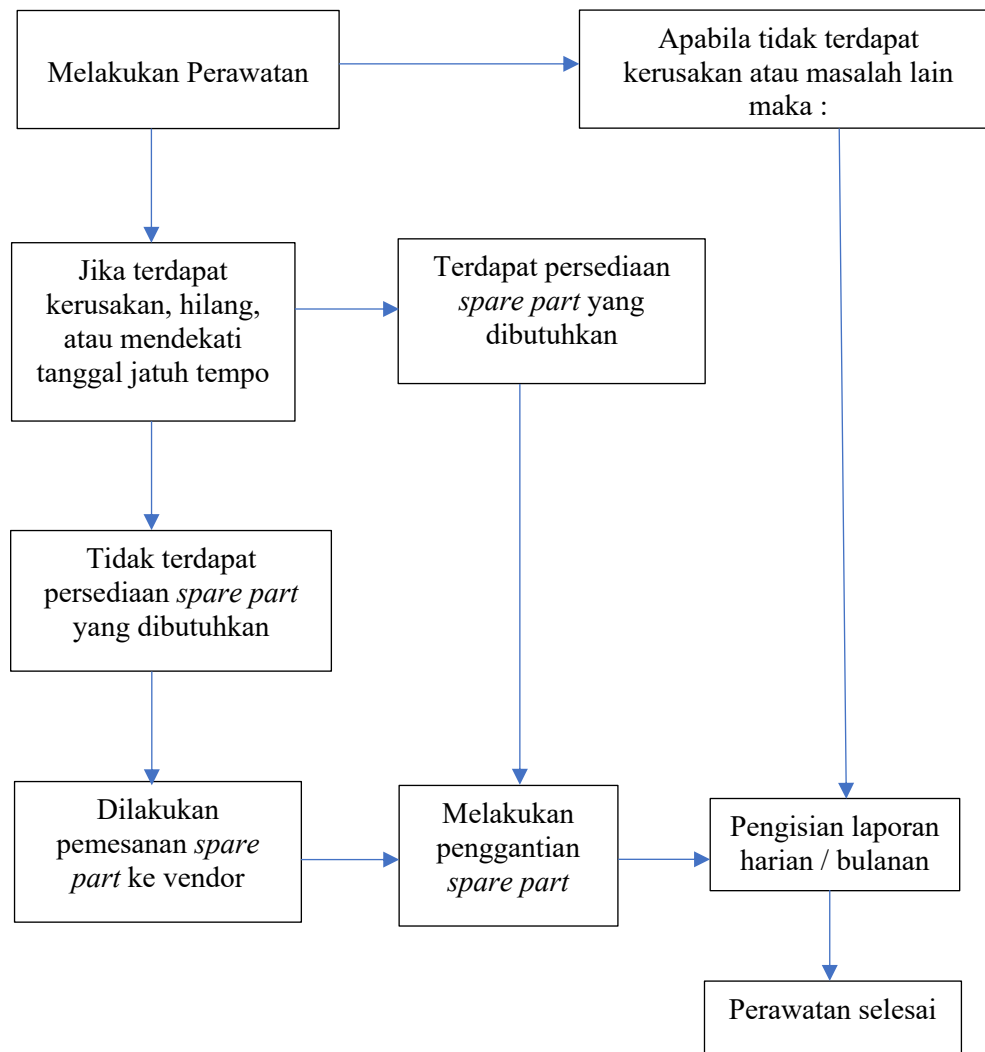 Melakukan Perawatan
Apabila tidak terdapat
kerusakan atau masalah lain
maka :
Jika terdapat
kerusakan, hilang,
atau mendekati
tanggal jatuh tempo
Terdapat persediaan
spare part yang
dibutuhkan
Tidak terdapat
persediaan spare part
yang dibutuhkan
Dilakukan
pemesanan spare
part ke vendor
Melakukan
penggantian
spare part
Pengisian laporan
harian / bulanan
Perawatan selesai